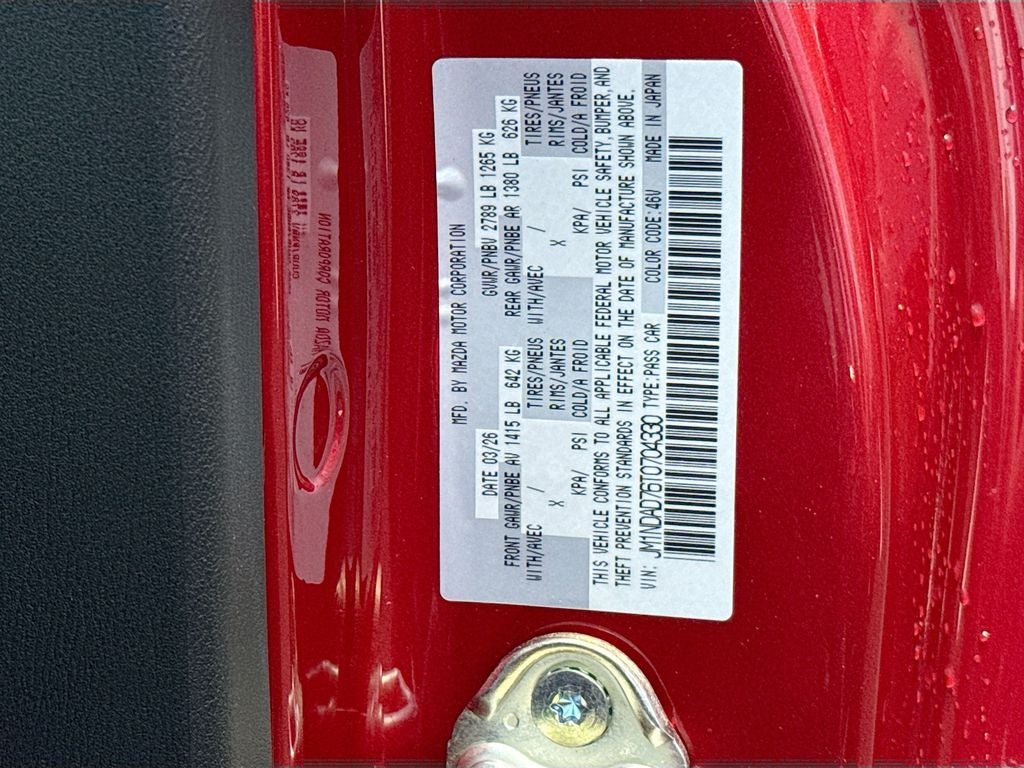 MFD. BY MAZDA MOTOR CORPORATION
DATE 03/26 GVWR/PNBV 2789 LB 1265 KG
FRONT GAWR/PNBE AV 1415 LB 642 KG REAR GAWR/PNBE AR 1380 LB 626 KG
WITH/AVEC / TIRES/PNEUS WITH/AVEC / TIRES/PNEUS
X RIMS/JANTES X RIMS/JANTES
KPA/ PSI COLD/A FROID KPA/ PSI COLD/A FROID
THIS VEHICLE CONFORMS TO ALL APPLICABLE FEDERAL MOTOR VEHICLE SAFETY, BUMPER, AND
THEFT PREVENTION STANDARDS IN EFFECT ON THE DATE OF MANUFACTURE SHOWN ABOVE.
VIN: JM1NDAD76T0704330 TYPE:PASS CAR COLOR CODE:46V MADE IN JAPAN